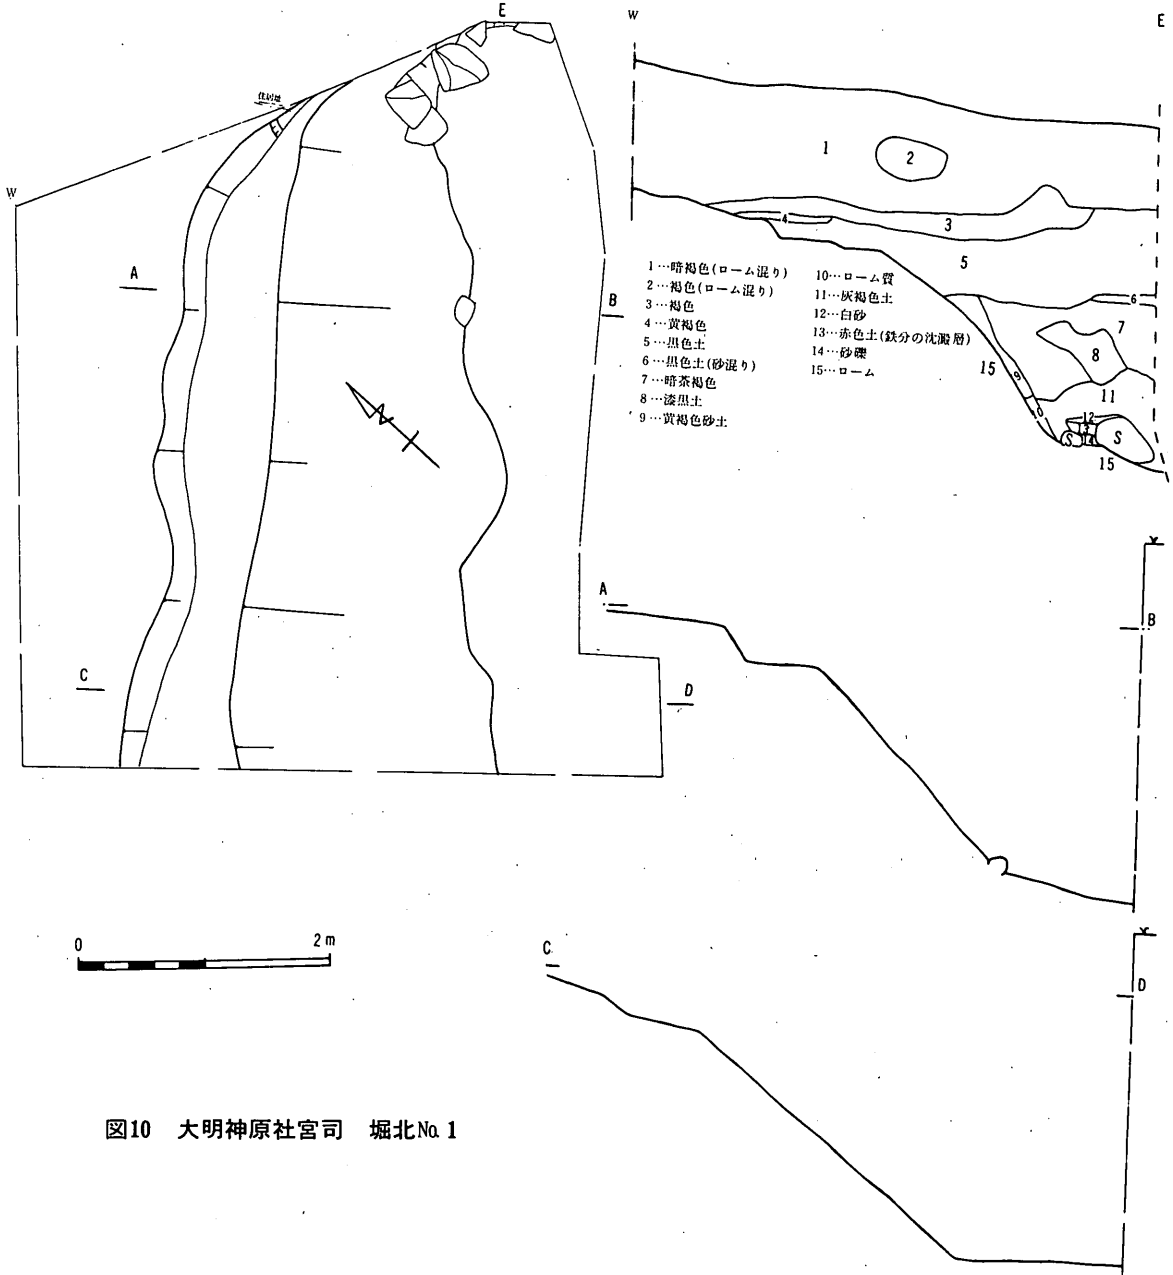 E
住居址
W
A
B
N
C
D
W
E
1
2
3
4
5
6
7
8
9
10
11
12
13
14
15
15
S
S
1…暗褐色(ローム混り)
2…褐色(ローム混り)
3…褐色
4…黄褐色
5…黒色土
6…黒色土(砂混り)
7…暗茶褐色
8…漆黒土
9…黄褐色砂土
10…ローム質
11…灰褐色土
12…白砂
13…赤色土(鉄分の沈澱層)
14…砂礫
15…ローム
A
B
C
D
0 2m
図10 大明神原社宮司 堀北No.1